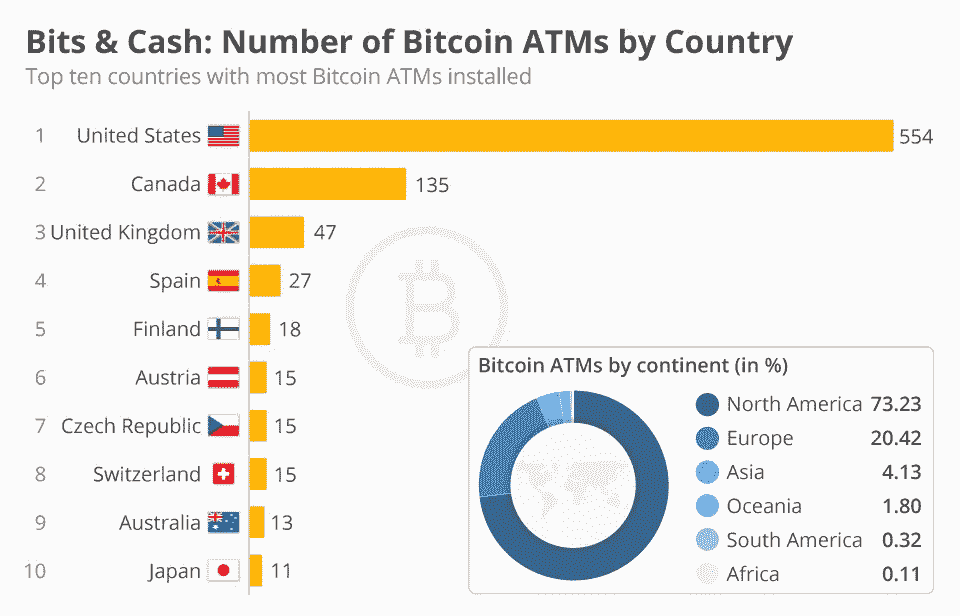 Bits & Cash: Number of Bitcoin ATMs by Country
Top ten countries with most Bitcoin ATMs installed
1 United States 554
2 Canada 135
3 United Kingdom 47
4 Spain 27
5 Finland 18
6 Austria 15
7 Czech Republic 15
8 Switzerland 15
9 Australia 13
10 Japan 11
Bitcoin ATMs by continent (in %)
North America 73.23
Europe 20.42
Asia 4.13
Oceania 1.80
South America 0.32
Africa 0.11